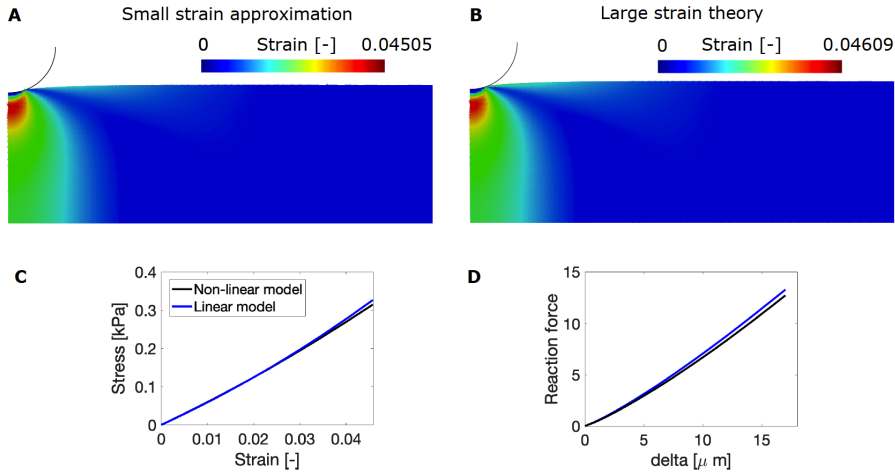 A
Small strain approximation
0 Strain [-] 0.04505
B
Large strain theory
0 Strain [-] 0.04609
C
Non-linear model
Linear model
Stress [kPa]
0.4
0.3
0.2
0.1
0
0 0.01 0.02 0.03 0.04
Strain [-]
D
Reaction force
15
10
5
0
0 5 10 15
delta [μ m]